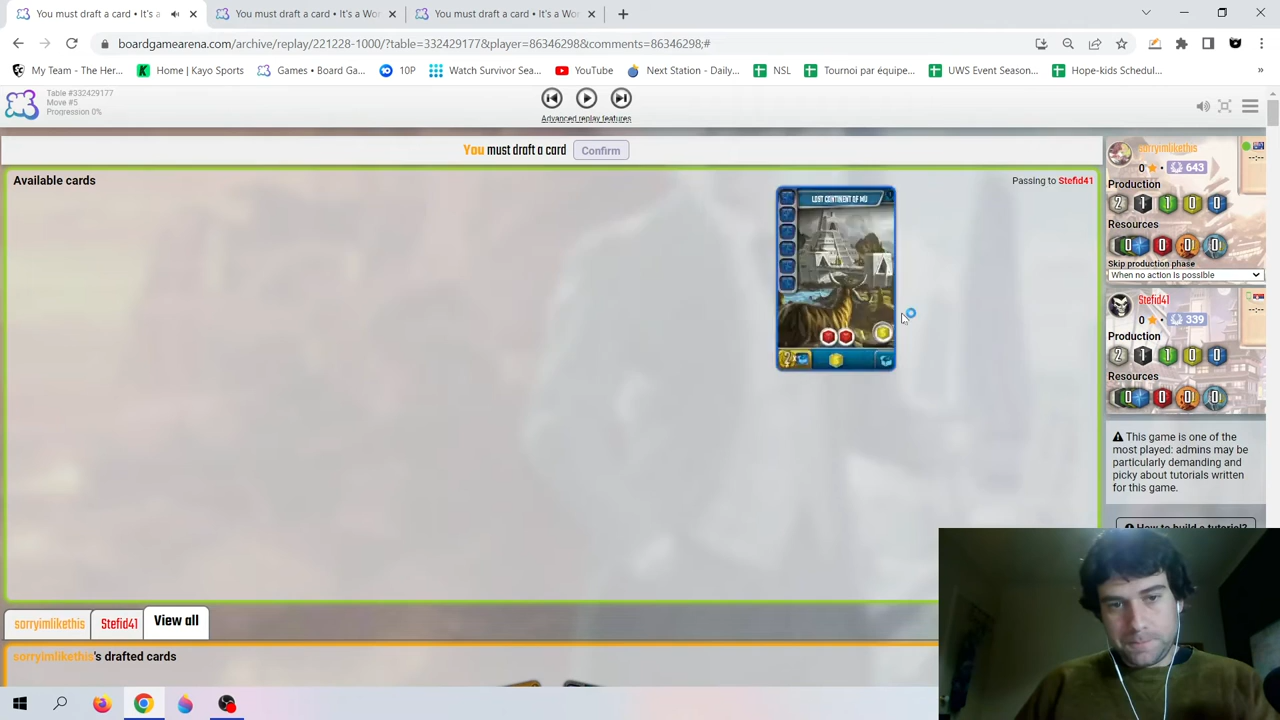 You must draft a card • It's a
You must draft a card • It's a Wor
You must draft a card • It's a Wor
boardgamearena.com/archive/replay/221228-1000/?table=332429177&player=86346298&comments=86346298;#
My Team - The Her...
Home | Kayo Sports
Games • Board Ga...
10P
Watch Survivor Sea...
YouTube
Next Station - Daily...
NSL
Tournoi par équipe...
UWS Event Season...
Hope-kids Schedul...
»
Table #332429177
Move #5
Progression 0%
Advanced replay features
You must draft a card Confirm
Available cards
Passing to Stefid41
LOST CONTINENT OF MU
sorryimlikethis
0 • 643
Production
2 1 1 0 0
Resources
0 0 0 0
Skip production phase
When no action is possible
Stefid41
0 • 339
Production
2 1 1 0 0
Resources
0 0 0 0
This game is one of the
most played: admins may be
particularly demanding and
picky about tutorials written
for this game.
How to build a tutorial?
sorryimlikethis Stefid41 View all
sorryimlikethis's drafted cards